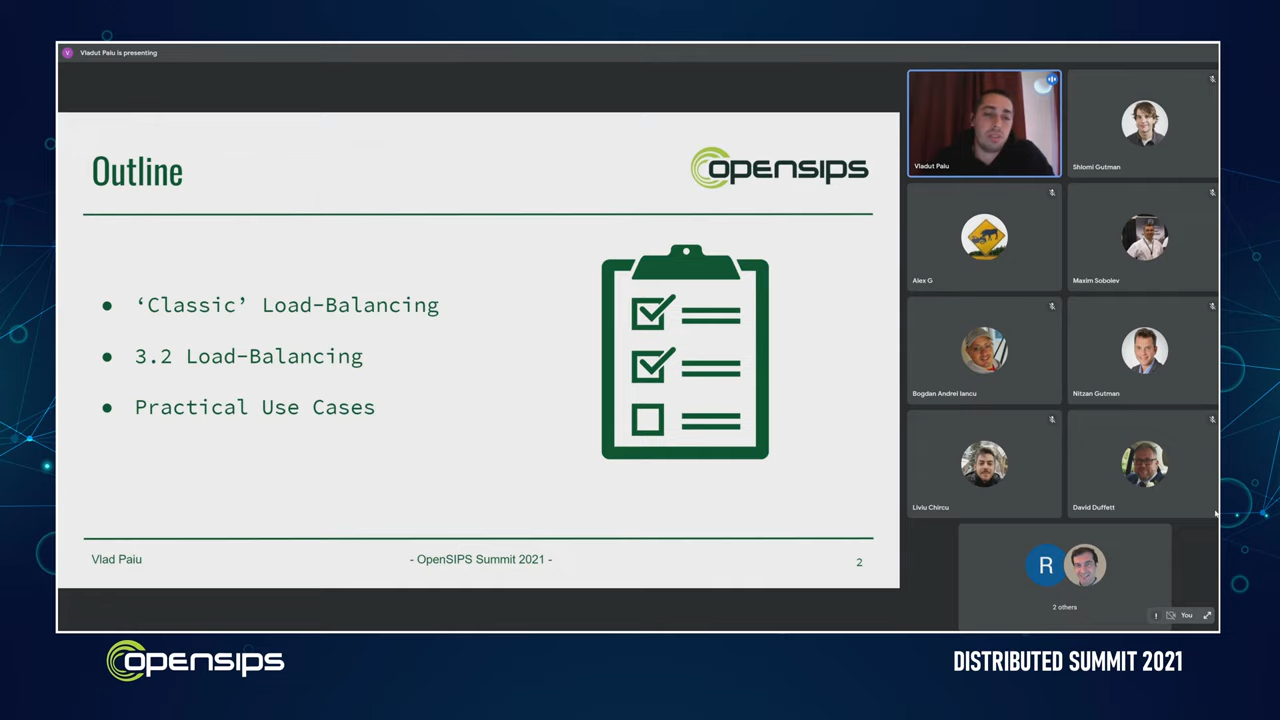 V Vladut Paiu is presenting
Outline
OPENSIPS
● ‘Classic’ Load-Balancing
● 3.2 Load-Balancing
● Practical Use Cases
Vlad Paiu
- OpenSIPS Summit 2021 -
2
Vladut Paiu
Shlomi Gutman
Alex G
Maxim Sobolev
Bogdan Andrei Iancu
Nitzan Gutman
Liviu Chircu
David Duffett
R
2 others
You
OPENSIPS
DISTRIBUTED SUMMIT 2021